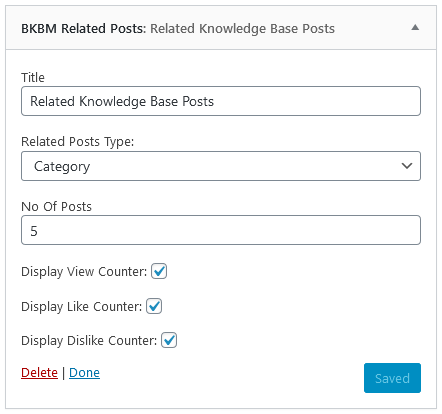 BKBM Related Posts: Related Knowledge Base Posts
Title
Related Knowledge Base Posts
Related Posts Type:
Category
No Of Posts
5
Display View Counter:
Display Like Counter:
Display Dislike Counter:
Delete | Done
Saved